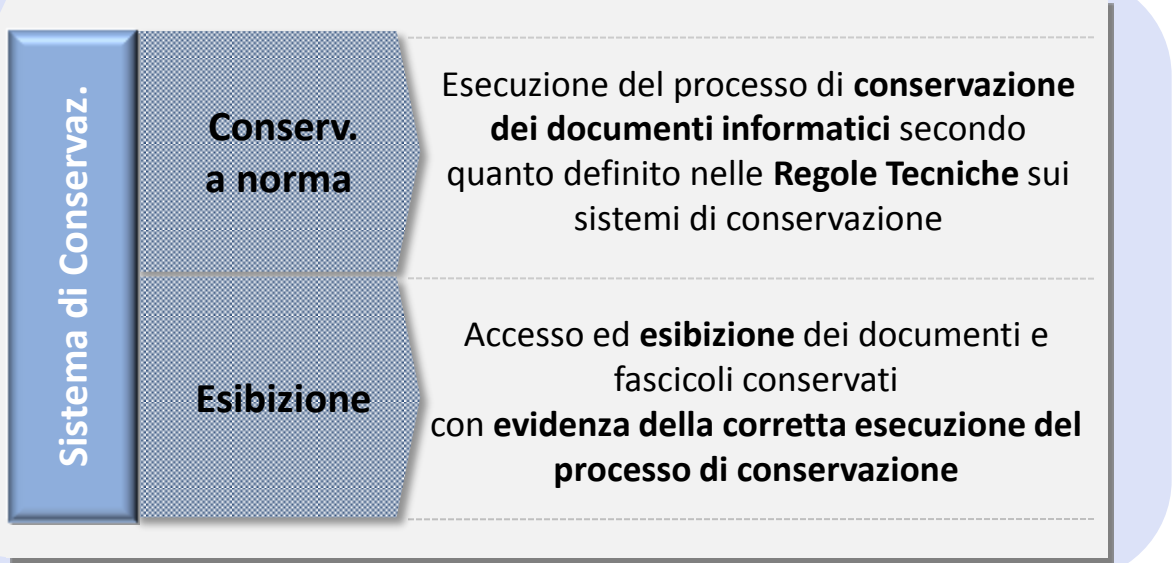 Sistema di Conservaz.
Conserv.
a norma
Esecuzione del processo di conservazione
dei documenti informatici secondo
quanto definito nelle Regole Tecniche sui
sistemi di conservazione
Esibizione
Accesso ed esibizione dei documenti e
fascicoli conservati
con evidenza della corretta esecuzione del
processo di conservazione